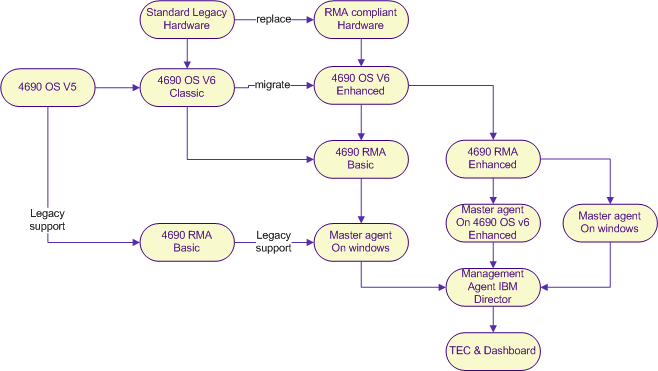 Standard Legacy
Hardware
replace
RMA compliant
Hardware
4690 OS V5
4690 OS V6
Classic
migrate
4690 OS V6
Enhanced
4690 RMA
Basic
4690 RMA
Enhanced
Legacy
support
4690 RMA
Basic
Legacy
support
Master agent
On windows
Master agent
On 4690 OS v6
Enhanced
Master agent
On windows
Management
Agent IBM
Director
TEC & Dashboard